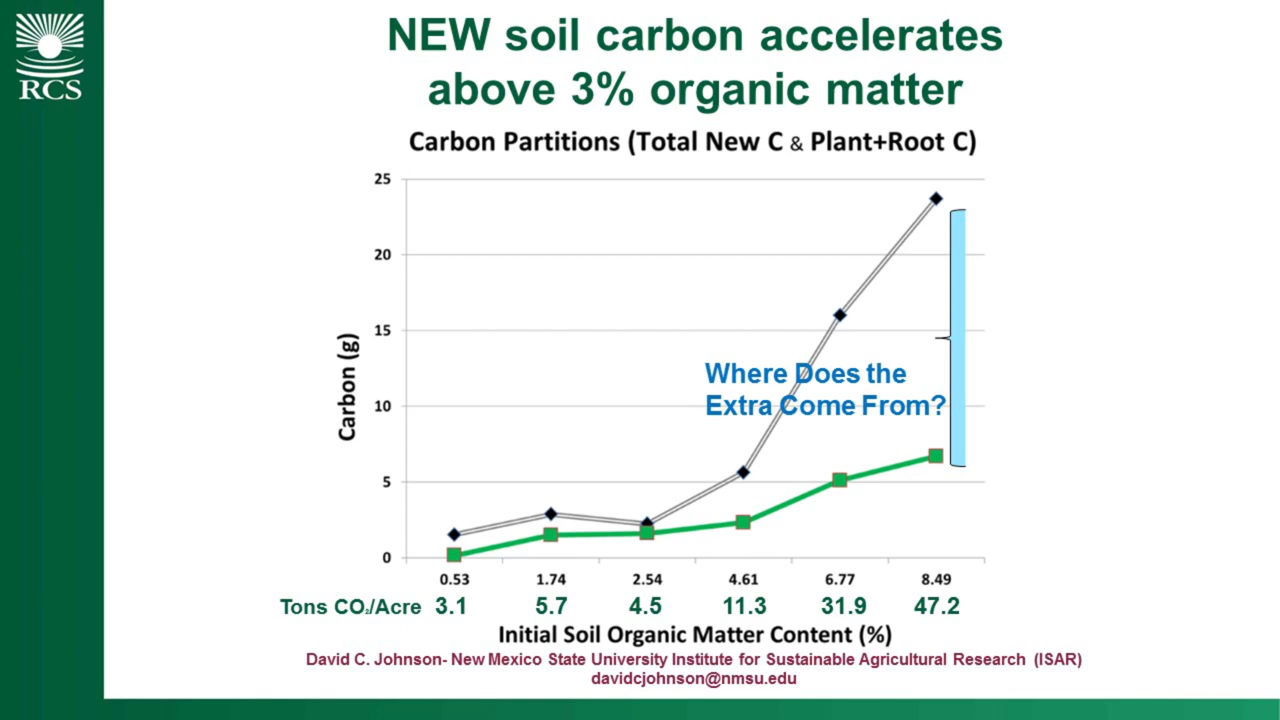 RCS
NEW soil carbon accelerates
above 3% organic matter
Carbon Partitions (Total New C & Plant+Root C)
Carbon (g)
25
20
15
10
5
0
Where Does the
Extra Come From?
0.53 1.74 2.54 4.61 6.77 8.49
Tons CO₂/Acre 3.1 5.7 4.5 11.3 31.9 47.2
Initial Soil Organic Matter Content (%)
David C. Johnson- New Mexico State University Institute for Sustainable Agricultural Research (ISAR)
davidcjohnson@nmsu.edu